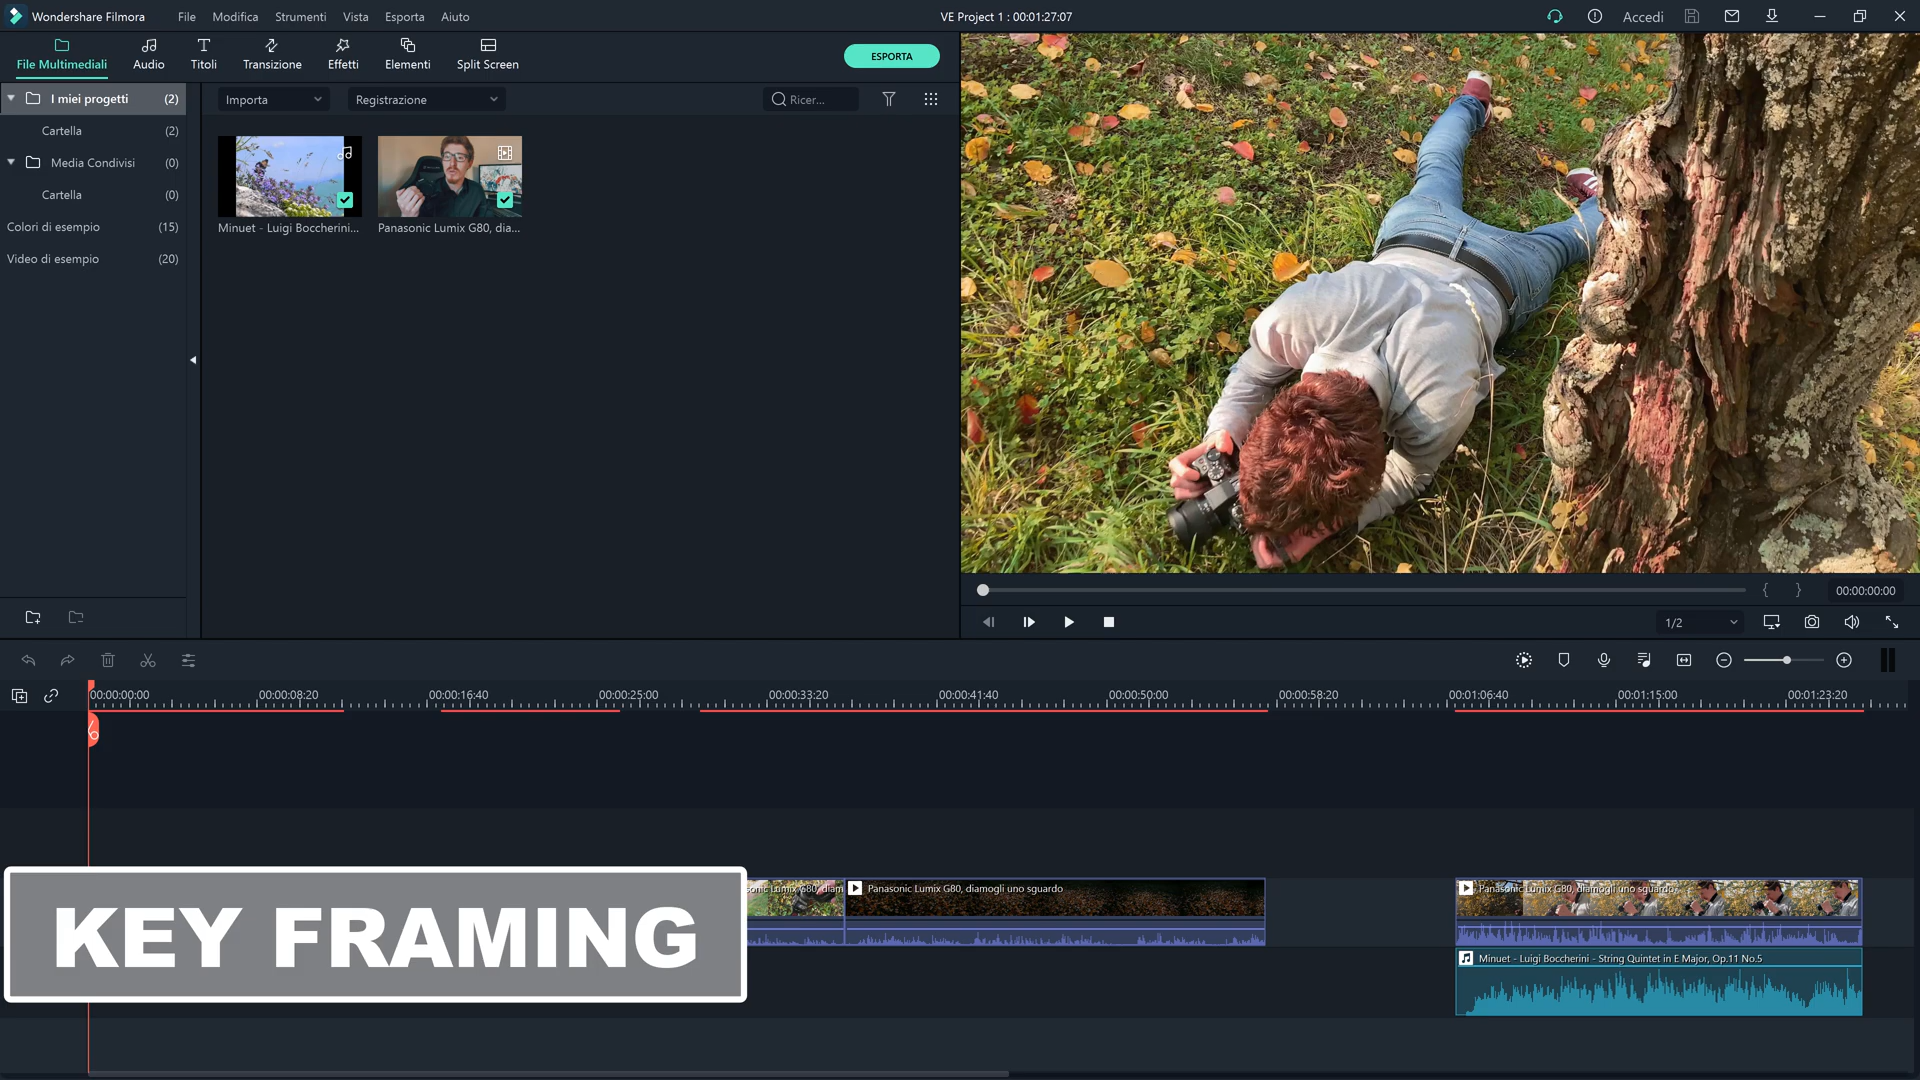 Wondershare Filmora
File Modifica Strumenti Vista Esporta Aiuto
VE Project 1 : 00:01:27:07
Accedi
File Multimediali Audio Titoli Transizione Effetti Elementi Split Screen
ESPORTA
I miei progetti (2)
Cartella (2)
Media Condivisi (0)
Cartella (0)
Colori di esempio (15)
Video di esempio (20)
Importa Registrazione Ricer...
Minuet - Luigi Boccherini... Panasonic Lumix G80, dia...
{ } 00:00:00:00
1/2
00:00:00:00 00:00:08:20 00:00:16:40 00:00:25:00 00:00:33:20 00:00:41:40 00:00:50:00 00:00:58:20 00:01:06:40 00:01:15:00 00:01:23:20
Lumix G80, diam Panasonic Lumix G80, diamogli uno sguardo Panasonic Lumix G80, diamogli uno sguardo
KEY FRAMING
Minuet - Luigi Boccherini - String Quintet in E Major, Op.11 No.5